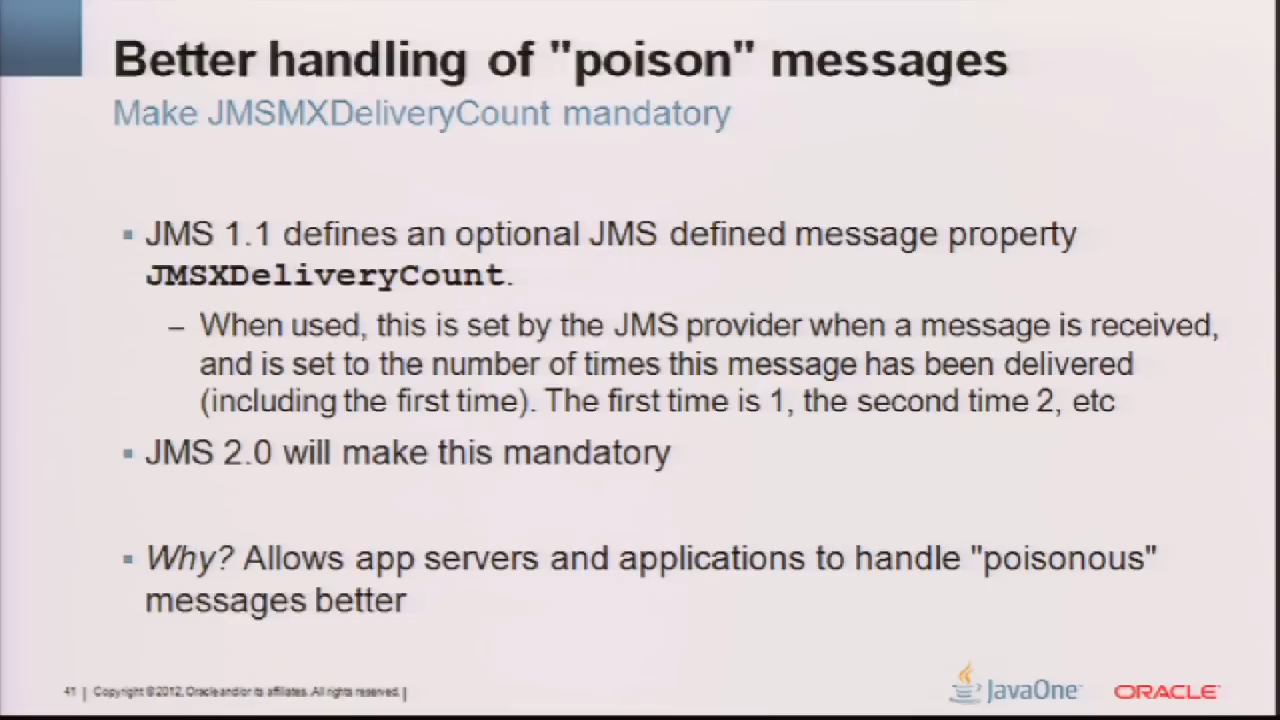 Better handling of "poison" messages
Make JMSMXDeliveryCount mandatory
JMS 1.1 defines an optional JMS defined message property
JMSXDeliveryCount.
– When used, this is set by the JMS provider when a message is received,
and is set to the number of times this message has been delivered
(including the first time). The first time is 1, the second time 2, etc
JMS 2.0 will make this mandatory
Why? Allows app servers and applications to handle "poisonous"
messages better
41 | Copyright © 2012, Oracle and/or its affiliates. All rights reserved. |
JavaOne
ORACLE